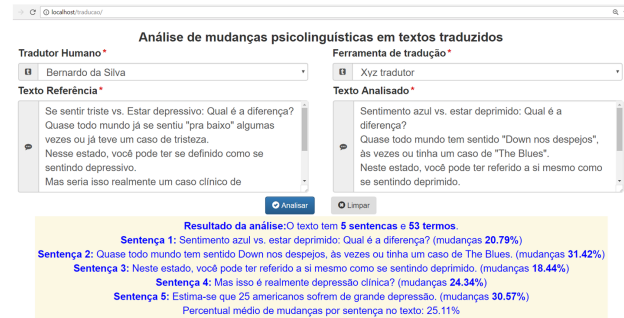 localhost/traducao/
Análise de mudanças psicolinguísticas em textos traduzidos
Tradutor Humano*
Ferramenta de tradução*
Bernardo da Silva
Xyz tradutor
Texto Referência*
Texto Analisado*
Se sentir triste vs. Estar depressivo: Qual é a diferença?
Quase todo mundo já se sentiu "pra baixo" algumas
vezes ou já teve um caso de tristeza.
Nesse estado, você pode ter se definido como se
sentindo depressivo.
Mas seria isso realmente um caso clínico de
Sentimento azul vs. estar deprimido: Qual é a
diferença?
Quase todo mundo tem sentido "Down nos despejos",
às vezes ou tinha um caso de "The Blues".
Neste estado, você pode ter referido a si mesmo como
se sentindo deprimido.
Analisar
Limpar
Resultado da análise:O texto tem 5 sentencas e 53 termos.
Sentença 1: Sentimento azul vs. estar deprimido: Qual é a diferença? (mudanças 20.79%)
Sentença 2: Quase todo mundo tem sentido Down nos despejos, às vezes ou tinha um caso de The Blues. (mudanças 31.42%)
Sentença 3: Neste estado, você pode ter referido a si mesmo como se sentindo deprimido. (mudanças 18.44%)
Sentença 4: Mas isso é realmente depressão clínica? (mudanças 24.34%)
Sentença 5: Estima-se que 25 americanos sofrem de grande depressão. (mudanças 30.57%)
Percentual médio de mudanças por sentença no texto: 25.11%